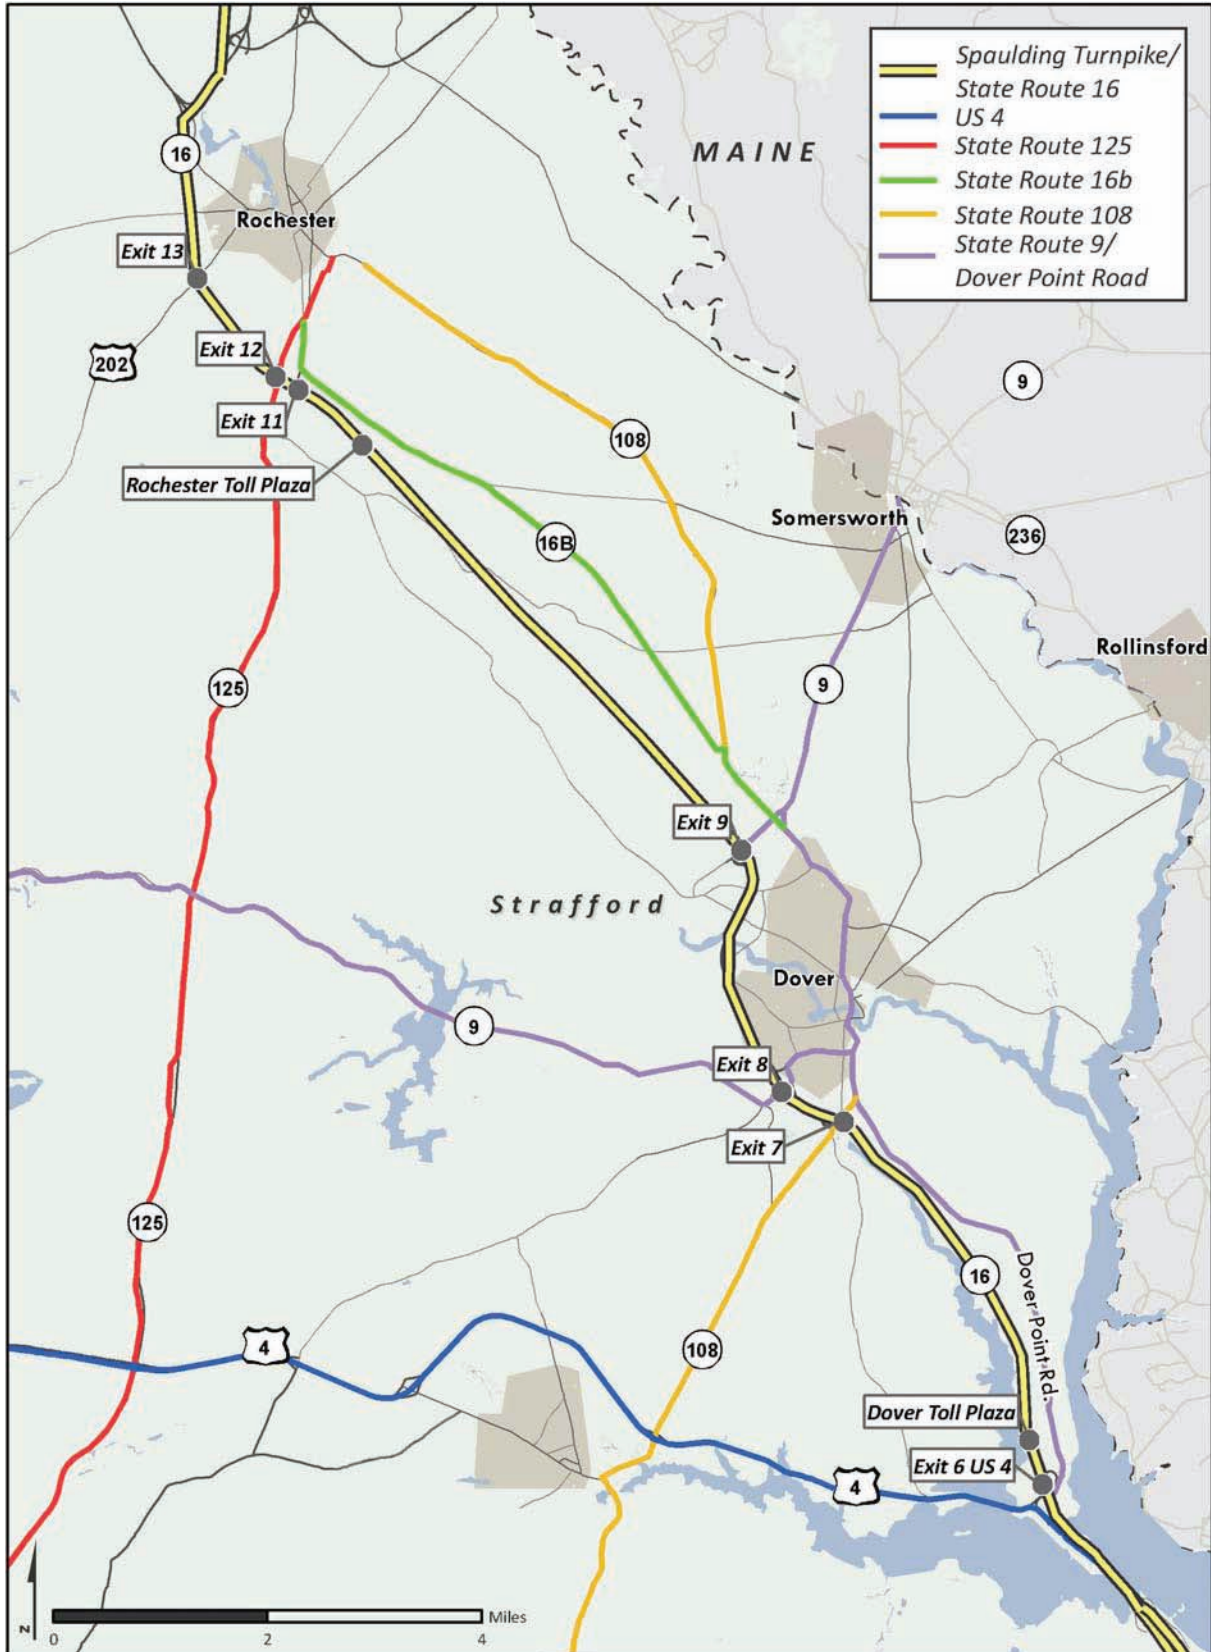 Spaulding Turnpike/
State Route 16
US 4
State Route 125
State Route 16b
State Route 108
State Route 9/
Dover Point Road
MAINE
16
Rochester
Exit 13
Exit 12
202
9
Exit 11
108
Rochester Toll Plaza
Somersworth
16B
236
Rollinsford
125
9
Exit 9
Strafford
Dover
9
Exit 8
Exit 7
125
16
Dover Point Rd.
4
108
Dover Toll Plaza
Exit 6 US 4
4
N
Miles
0 2 4